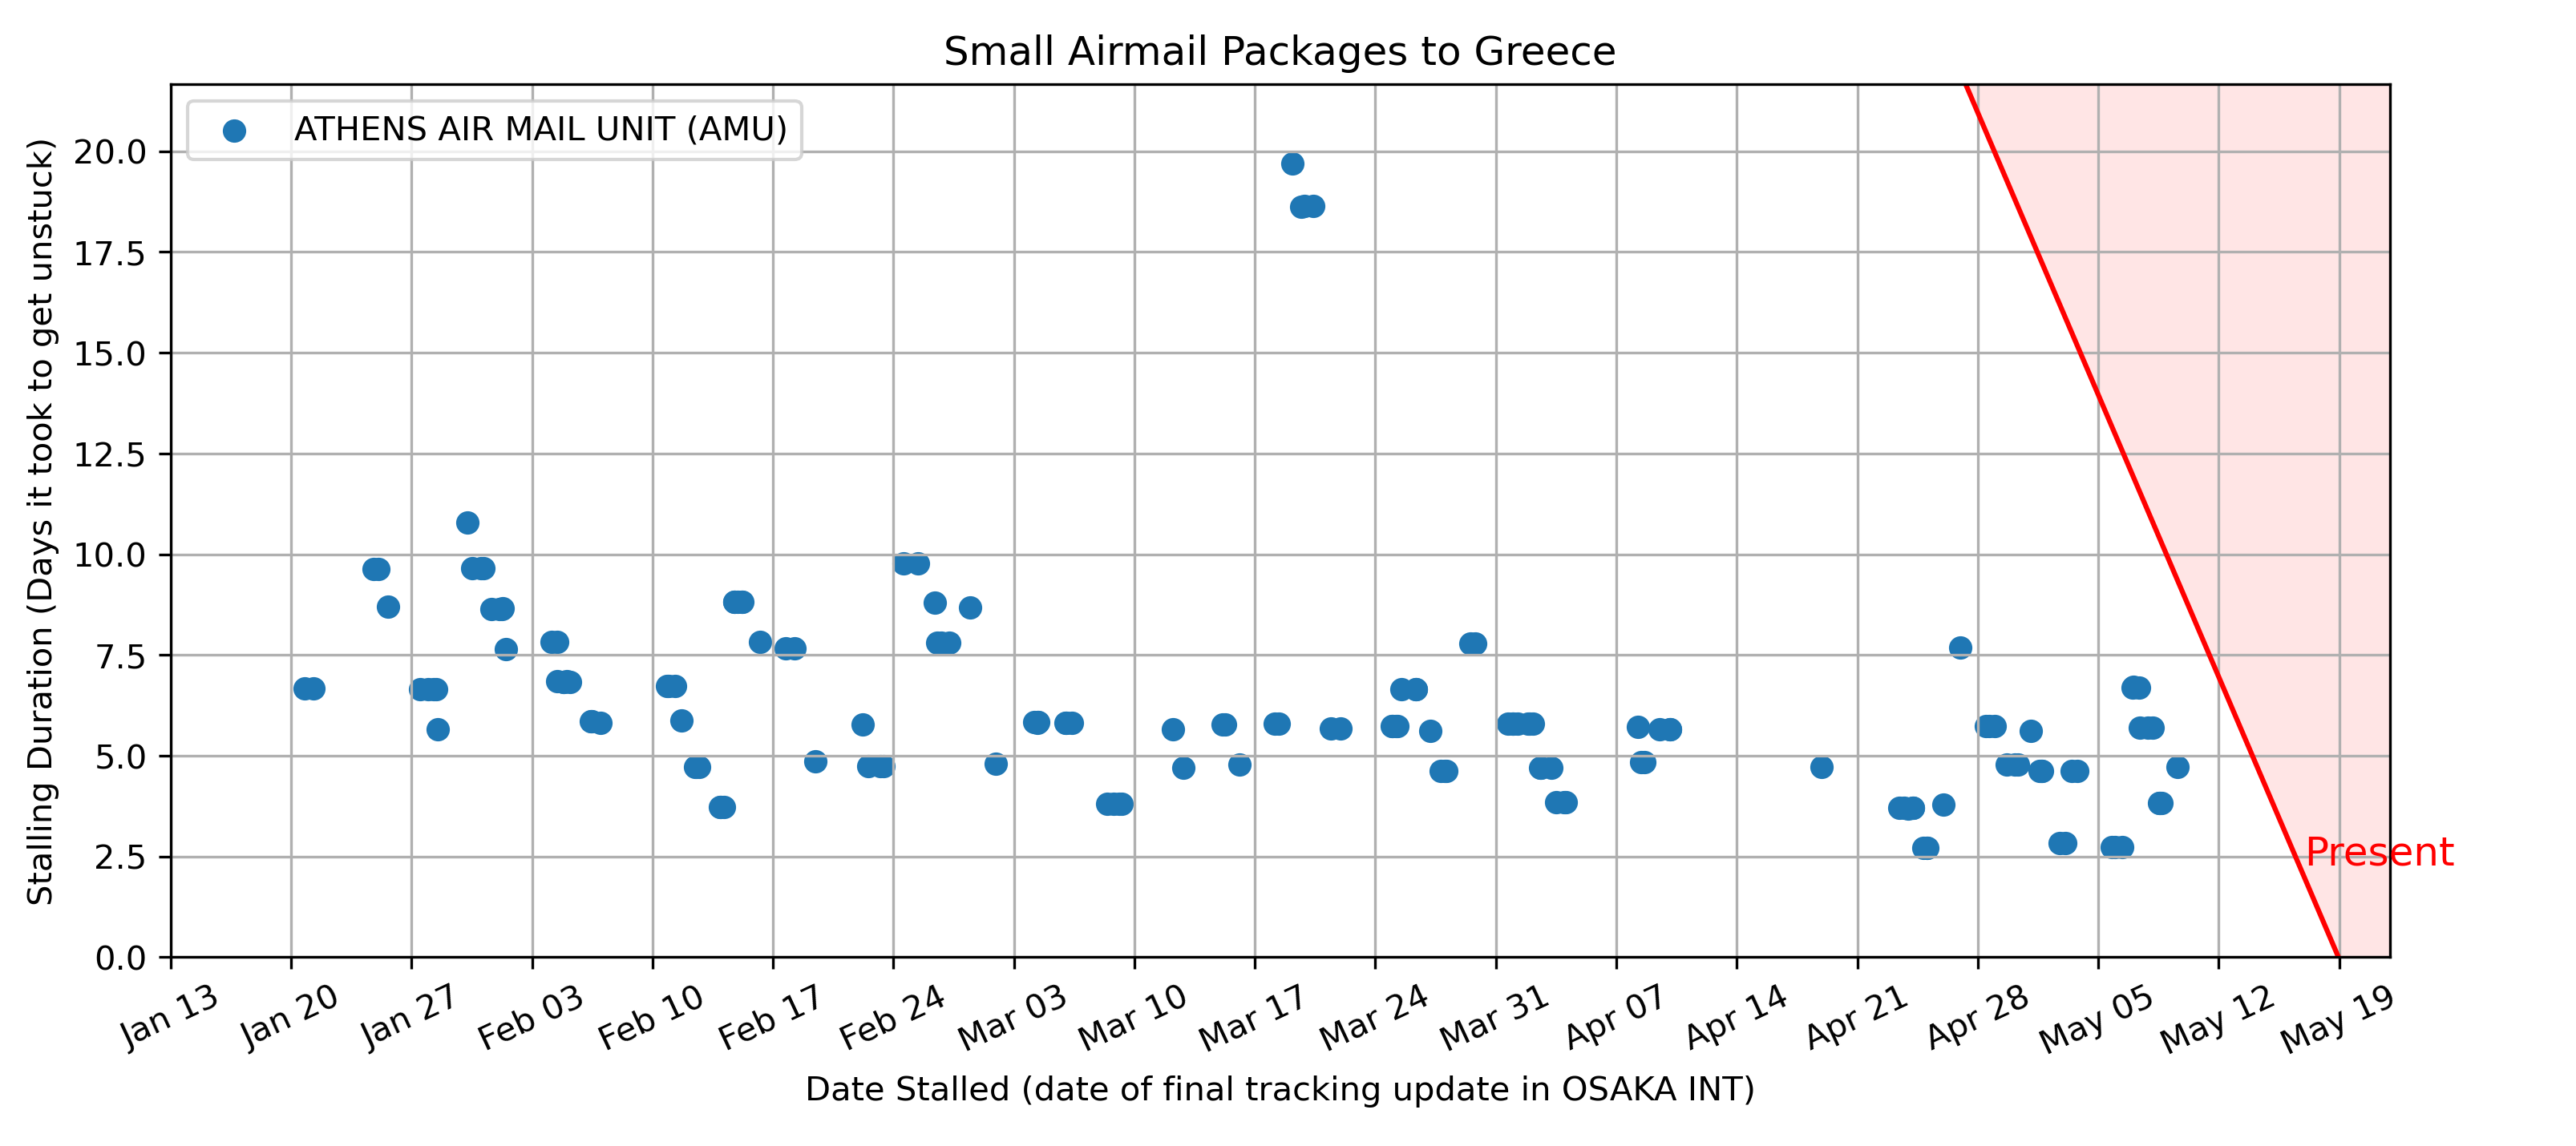 Small Airmail Packages to Greece
ATHENS AIR MAIL UNIT (AMU)
Stalling Duration (Days it took to get unstuck)
20.0
17.5
15.0
12.5
10.0
7.5
5.0
2.5
0.0
Present
Jan 13
Jan 20
Jan 27
Feb 03
Feb 10
Feb 17
Feb 24
Mar 03
Mar 10
Mar 17
Mar 24
Mar 31
Apr 07
Apr 14
Apr 21
Apr 28
May 05
May 12
May 19
Date Stalled (date of final tracking update in OSAKA INT)